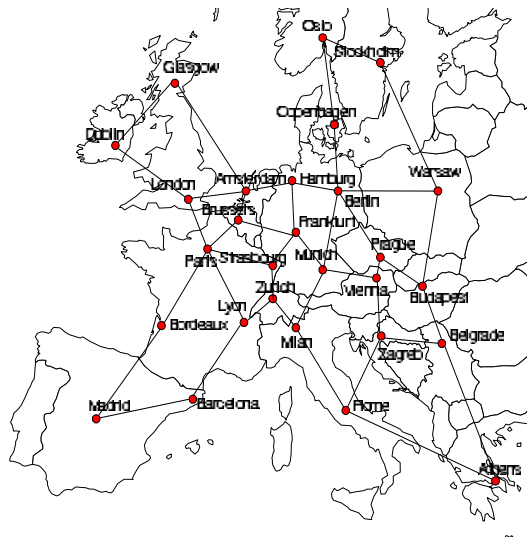 Oslo
Stockholm
Glasgow
Copenhagen
Dublin
London
Amsterdam
Hamburg
Berlin
Warsaw
Brussels
Frankfurt
Paris
Strasbourg
Munich
Prague
Zurich
Vienna
Budapest
Lyon
Bordeaux
Milan
Zagreb
Belgrade
Madrid
Barcelona
Rome
Athens